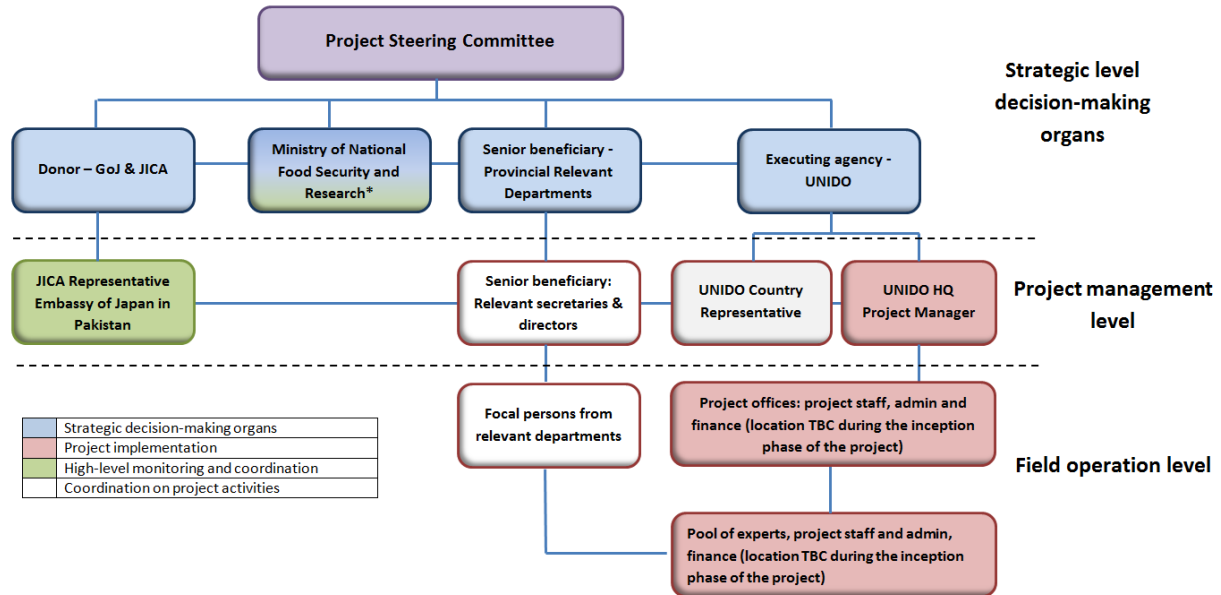 Project Steering Committee
Strategic level
decision-making
organs
Donor – GoJ & JICA
Ministry of National
Food Security and
Research*
Senior beneficiary -
Provincial Relevant
Departments
Executing agency -
UNIDO
JICA Representative
Embassy of Japan in
Pakistan
Senior beneficiary:
Relevant secretaries &
directors
UNIDO Country
Representative
UNIDO HQ
Project Manager
Project management
level
Focal persons from
relevant departments
Project offices: project staff, admin and
finance (location TBC during the inception
phase of the project)
Strategic decision-making organs
Project implementation
High-level monitoring and coordination
Coordination on project activities
Field operation level
Pool of experts, project staff and admin,
finance (location TBC during the inception
phase of the project)